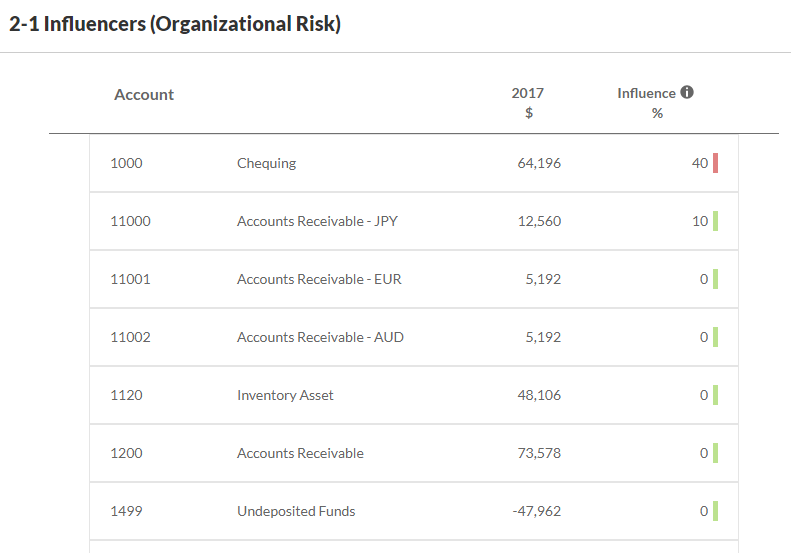 2-1 Influencers (Organizational Risk)
Account 2017 Influence
$ %
1000 Chequing 64,196 40
11000 Accounts Receivable - JPY 12,560 10
11001 Accounts Receivable - EUR 5,192 0
11002 Accounts Receivable - AUD 5,192 0
1120 Inventory Asset 48,106 0
1200 Accounts Receivable 73,578 0
1499 Undeposited Funds -47,962 0